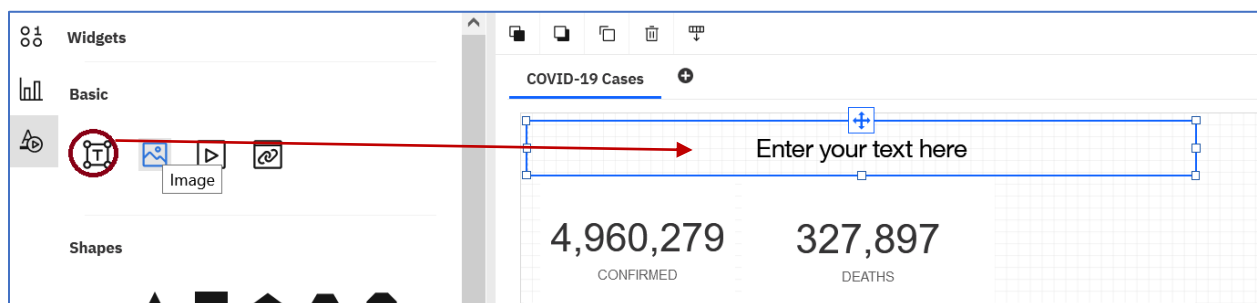 Widgets
Basic
Image
Shapes
COVID-19 Cases
Enter your text here
4,960,279
CONFIRMED
327,897
DEATHS